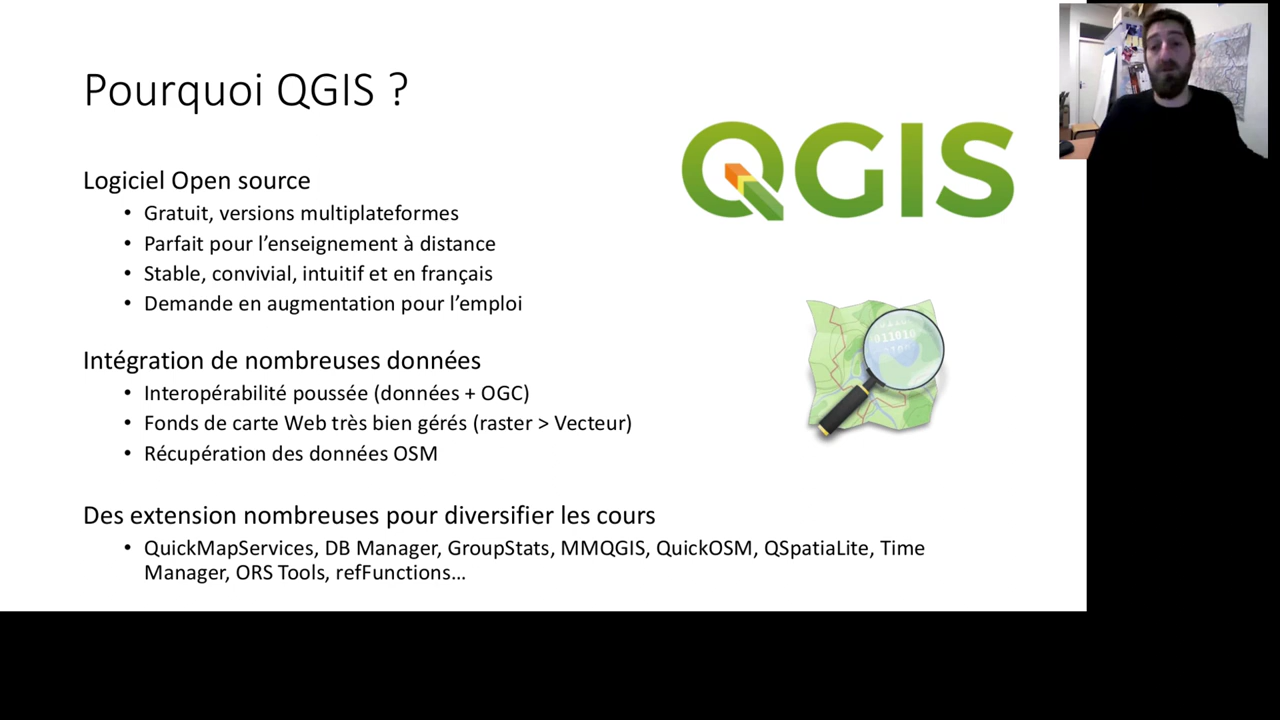 Pourquoi QGIS ?
QGIS
Logiciel Open source
• Gratuit, versions multiplateformes
• Parfait pour l’enseignement à distance
• Stable, convivial, intuitif et en français
• Demande en augmentation pour l’emploi
Intégration de nombreuses données
• Interopérabilité poussée (données + OGC)
• Fonds de carte Web très bien gérés (raster > Vecteur)
• Récupération des données OSM
Des extension nombreuses pour diversifier les cours
• QuickMapServices, DB Manager, GroupStats, MMQGIS, QuickOSM, QSpatiaLite, Time
Manager, ORS Tools, refFunctions…